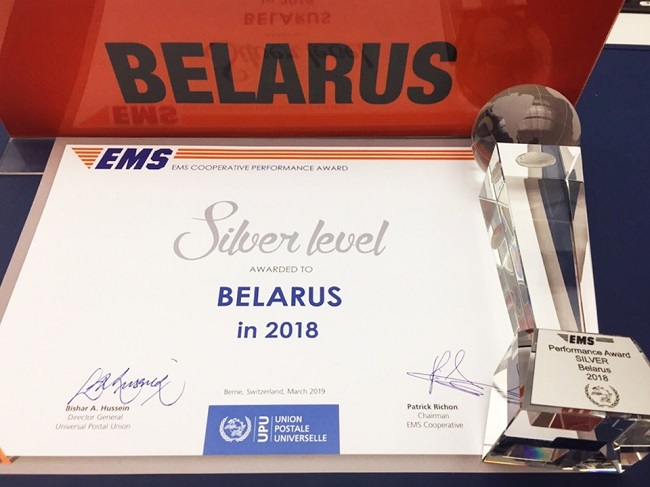 BELARUS
EMS
EMS COOPERATIVE PERFORMANCE AWARD
Silver level
AWARDED TO
BELARUS
in 2018
Berne, Switzerland, March 2019
Bishar A. Hussein
Director General
Universal Postal Union
UPU
UNION
POSTALE
UNIVERSELLE
Patrick Richon
Chairman
EMS Cooperative
EMS
Performance Award
SILVER
Belarus
2018